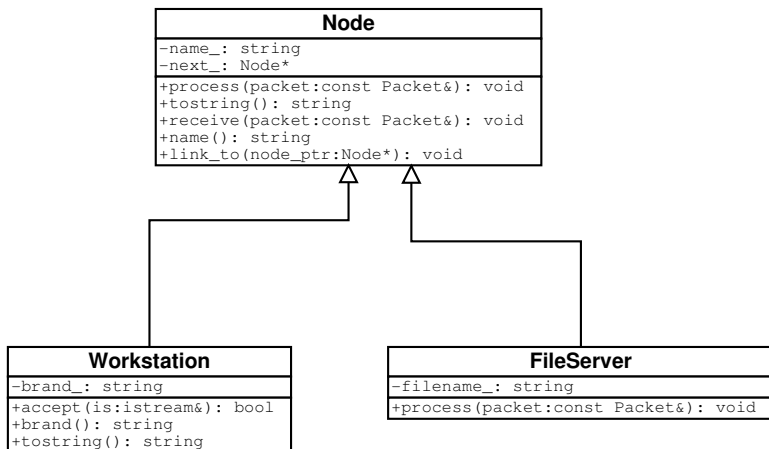 Node
-name_: string
-next_: Node*
+process(packet:const Packet&): void
+tostring(): string
+receive(packet:const Packet&): void
+name(): string
+link_to(node_ptr:Node*): void
Workstation
-brand_: string
+accept(is:istream&): bool
+brand(): string
+tostring(): string
FileServer
-filename_: string
+process(packet:const Packet&): void